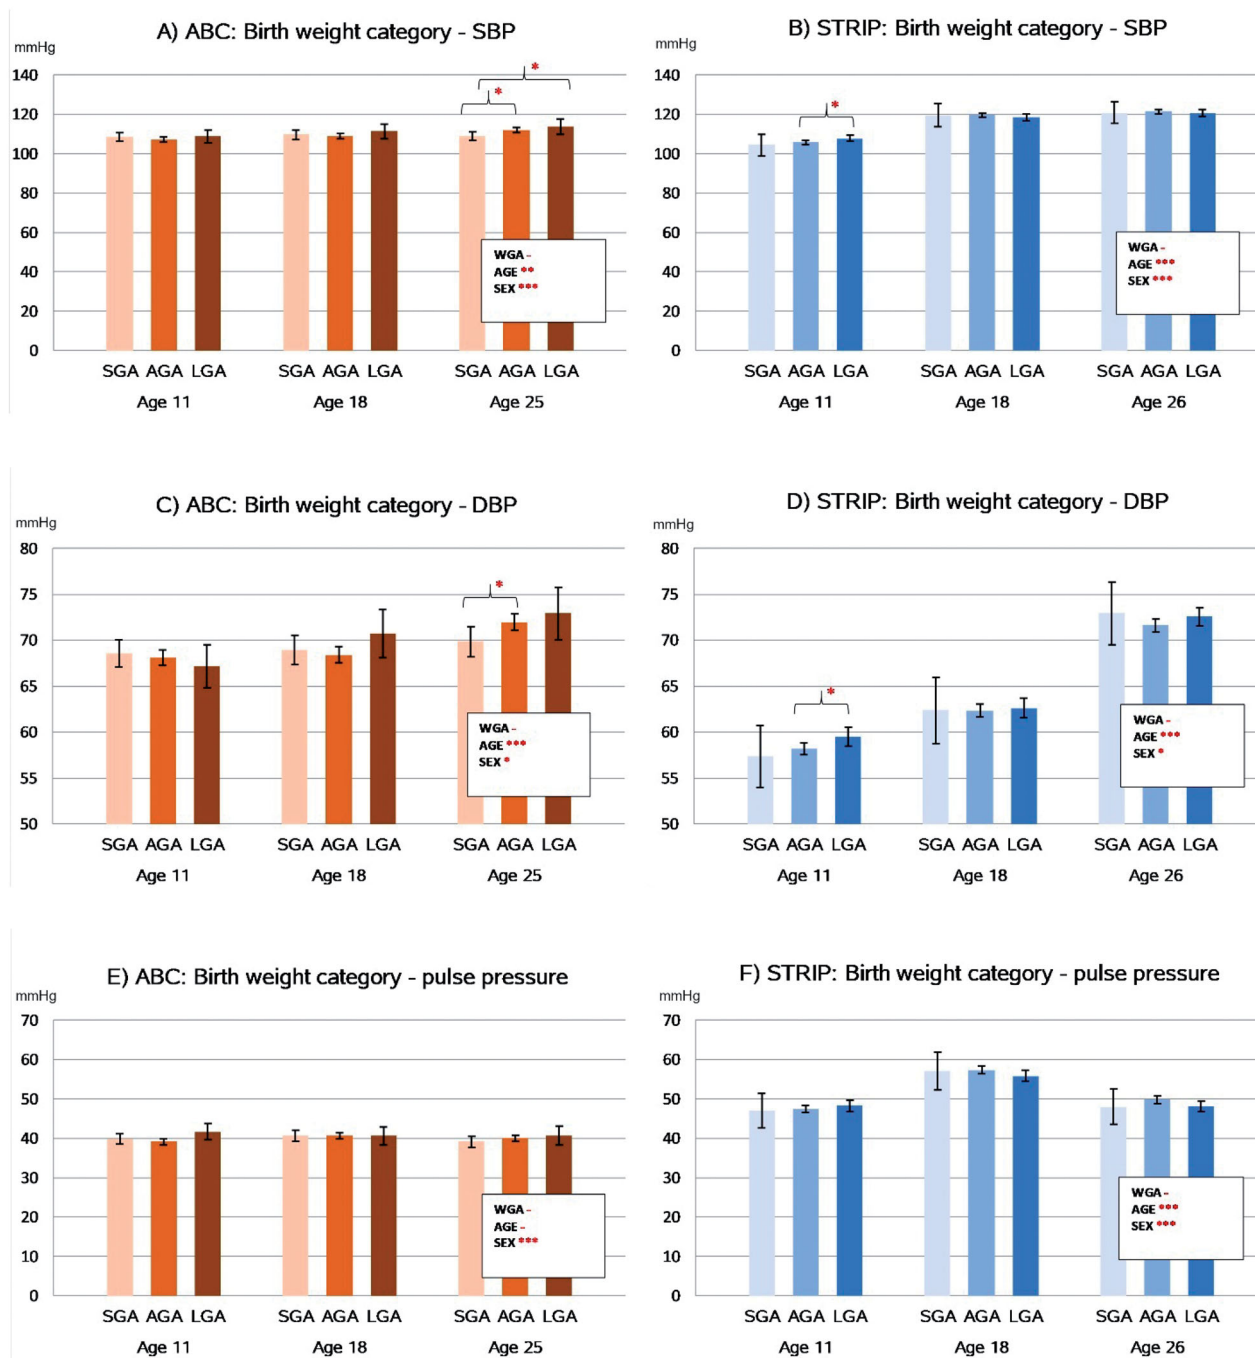 A) ABC: Birth weight category - SBP
mmHg
*
*
140
120
100
80
60
40
20
0
WGA -
AGE **
SEX ***
SGA AGA LGA SGA AGA LGA SGA AGA LGA
Age 11 Age 18 Age 25
B) STRIP: Birth weight category - SBP
mmHg
*
140
120
100
80
60
40
20
0
WGA -
AGE ***
SEX ***
SGA AGA LGA SGA AGA LGA SGA AGA LGA
Age 11 Age 18 Age 26
C) ABC: Birth weight category - DBP
mmHg
*
80
75
70
65
60
55
50
WGA -
AGE ***
SEX *
SGA AGA LGA SGA AGA LGA SGA AGA LGA
Age 11 Age 18 Age 25
D) STRIP: Birth weight category - DBP
mmHg
*
80
75
70
65
60
55
50
WGA -
AGE ***
SEX *
SGA AGA LGA SGA AGA LGA SGA AGA LGA
Age 11 Age 18 Age 26
E) ABC: Birth weight category - pulse pressure
mmHg
70
60
50
40
30
20
10
0
WGA -
AGE -
SEX ***
SGA AGA LGA SGA AGA LGA SGA AGA LGA
Age 11 Age 18 Age 25
F) STRIP: Birth weight category - pulse pressure
mmHg
70
60
50
40
30
20
10
0
WGA -
AGE ***
SEX ***
SGA AGA LGA SGA AGA LGA SGA AGA LGA
Age 11 Age 18 Age 26